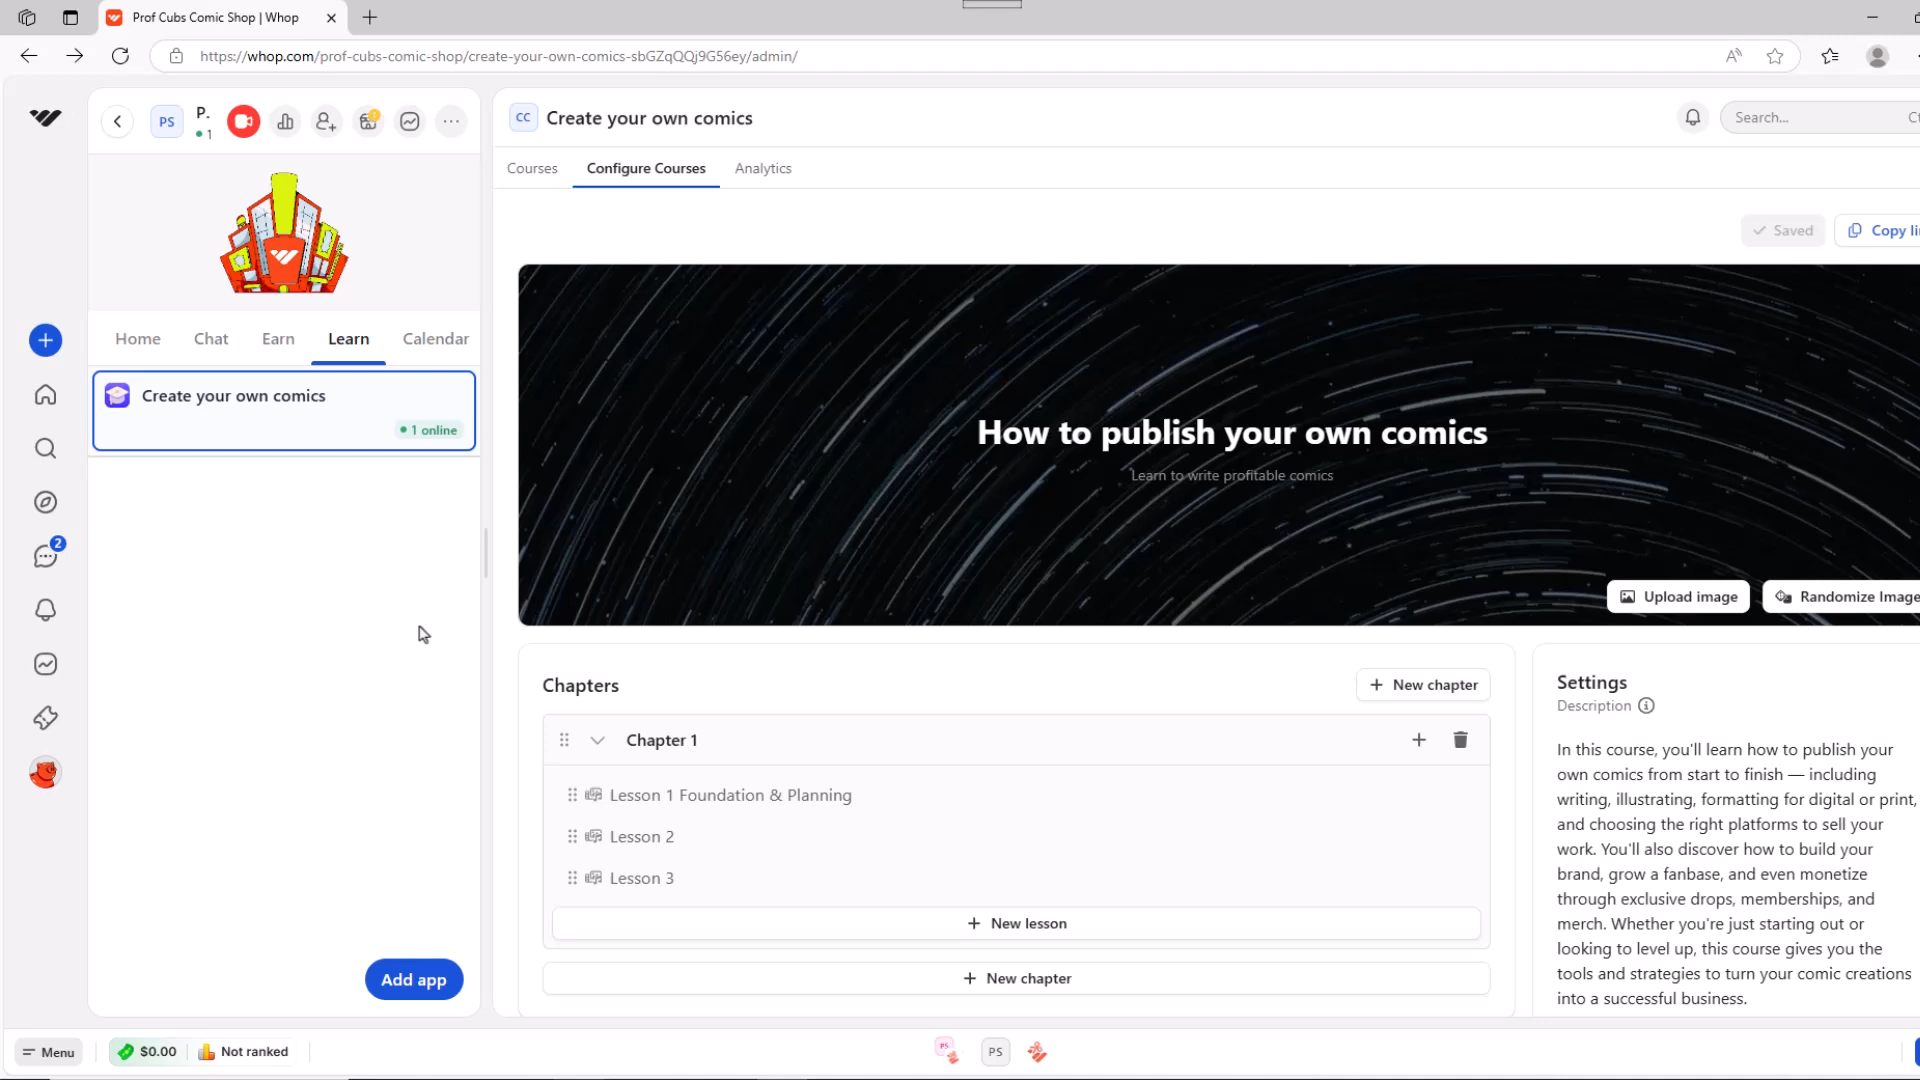 Prof Cubs Comic Shop | Whop
https://whop.com/prof-cubs-comic-shop/create-your-own-comics-sbGZqQQj9G56ey/admin/
PS
P.
1
CC
Create your own comics
Search...
Courses
Configure Courses
Analytics
Saved
Copy li
Home
Chat
Earn
Learn
Calendar
Create your own comics
1 online
How to publish your own comics
Learn to write profitable comics
2
Upload image
Randomize Image
Chapters
New chapter
Chapter 1
Lesson 1 Foundation & Planning
Lesson 2
Lesson 3
New lesson
New chapter
Settings
Description
In this course, you'll learn how to publish your
own comics from start to finish — including
writing, illustrating, formatting for digital or print,
and choosing the right platforms to sell your
work. You'll also discover how to build your
brand, grow a fanbase, and even monetize
through exclusive drops, memberships, and
merch. Whether you're just starting out or
looking to level up, this course gives you the
tools and strategies to turn your comic creations
into a successful business.
Add app
Menu
$0.00
Not ranked
PS
PS